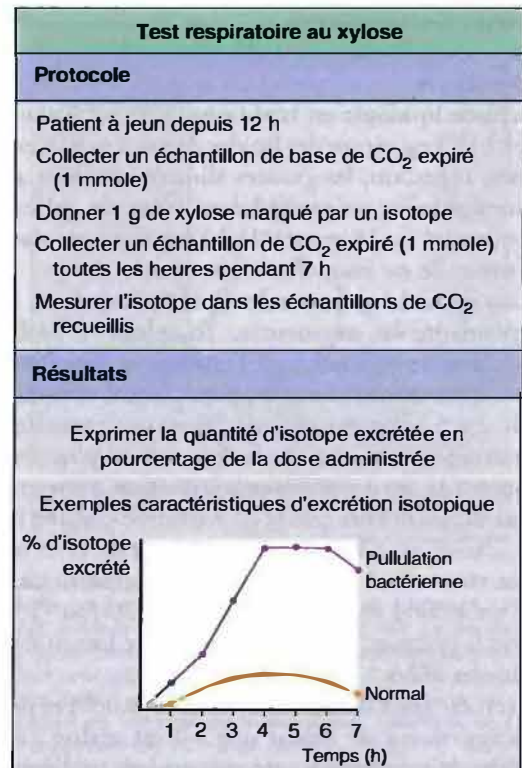 Test respiratoire au xylose
Protocole
Patient à jeun depuis 12 h
Collecter un échantillon de base de CO₂ expiré
(1 mmole)
Donner 1 g de xylose marqué par un isotope
Collecter un échantillon de CO₂ expiré (1 mmole)
toutes les heures pendant 7 h
Mesurer l'isotope dans les échantillons de CO₂
recueillis
Résultats
Exprimer la quantité d'isotope excrétée en
pourcentage de la dose administrée
Exemples caractéristiques d'excrétion isotopique
% d'isotope
excrété
Pullulation
bactérienne
Normal
1 2 3 4 5 6 7
Temps (h)